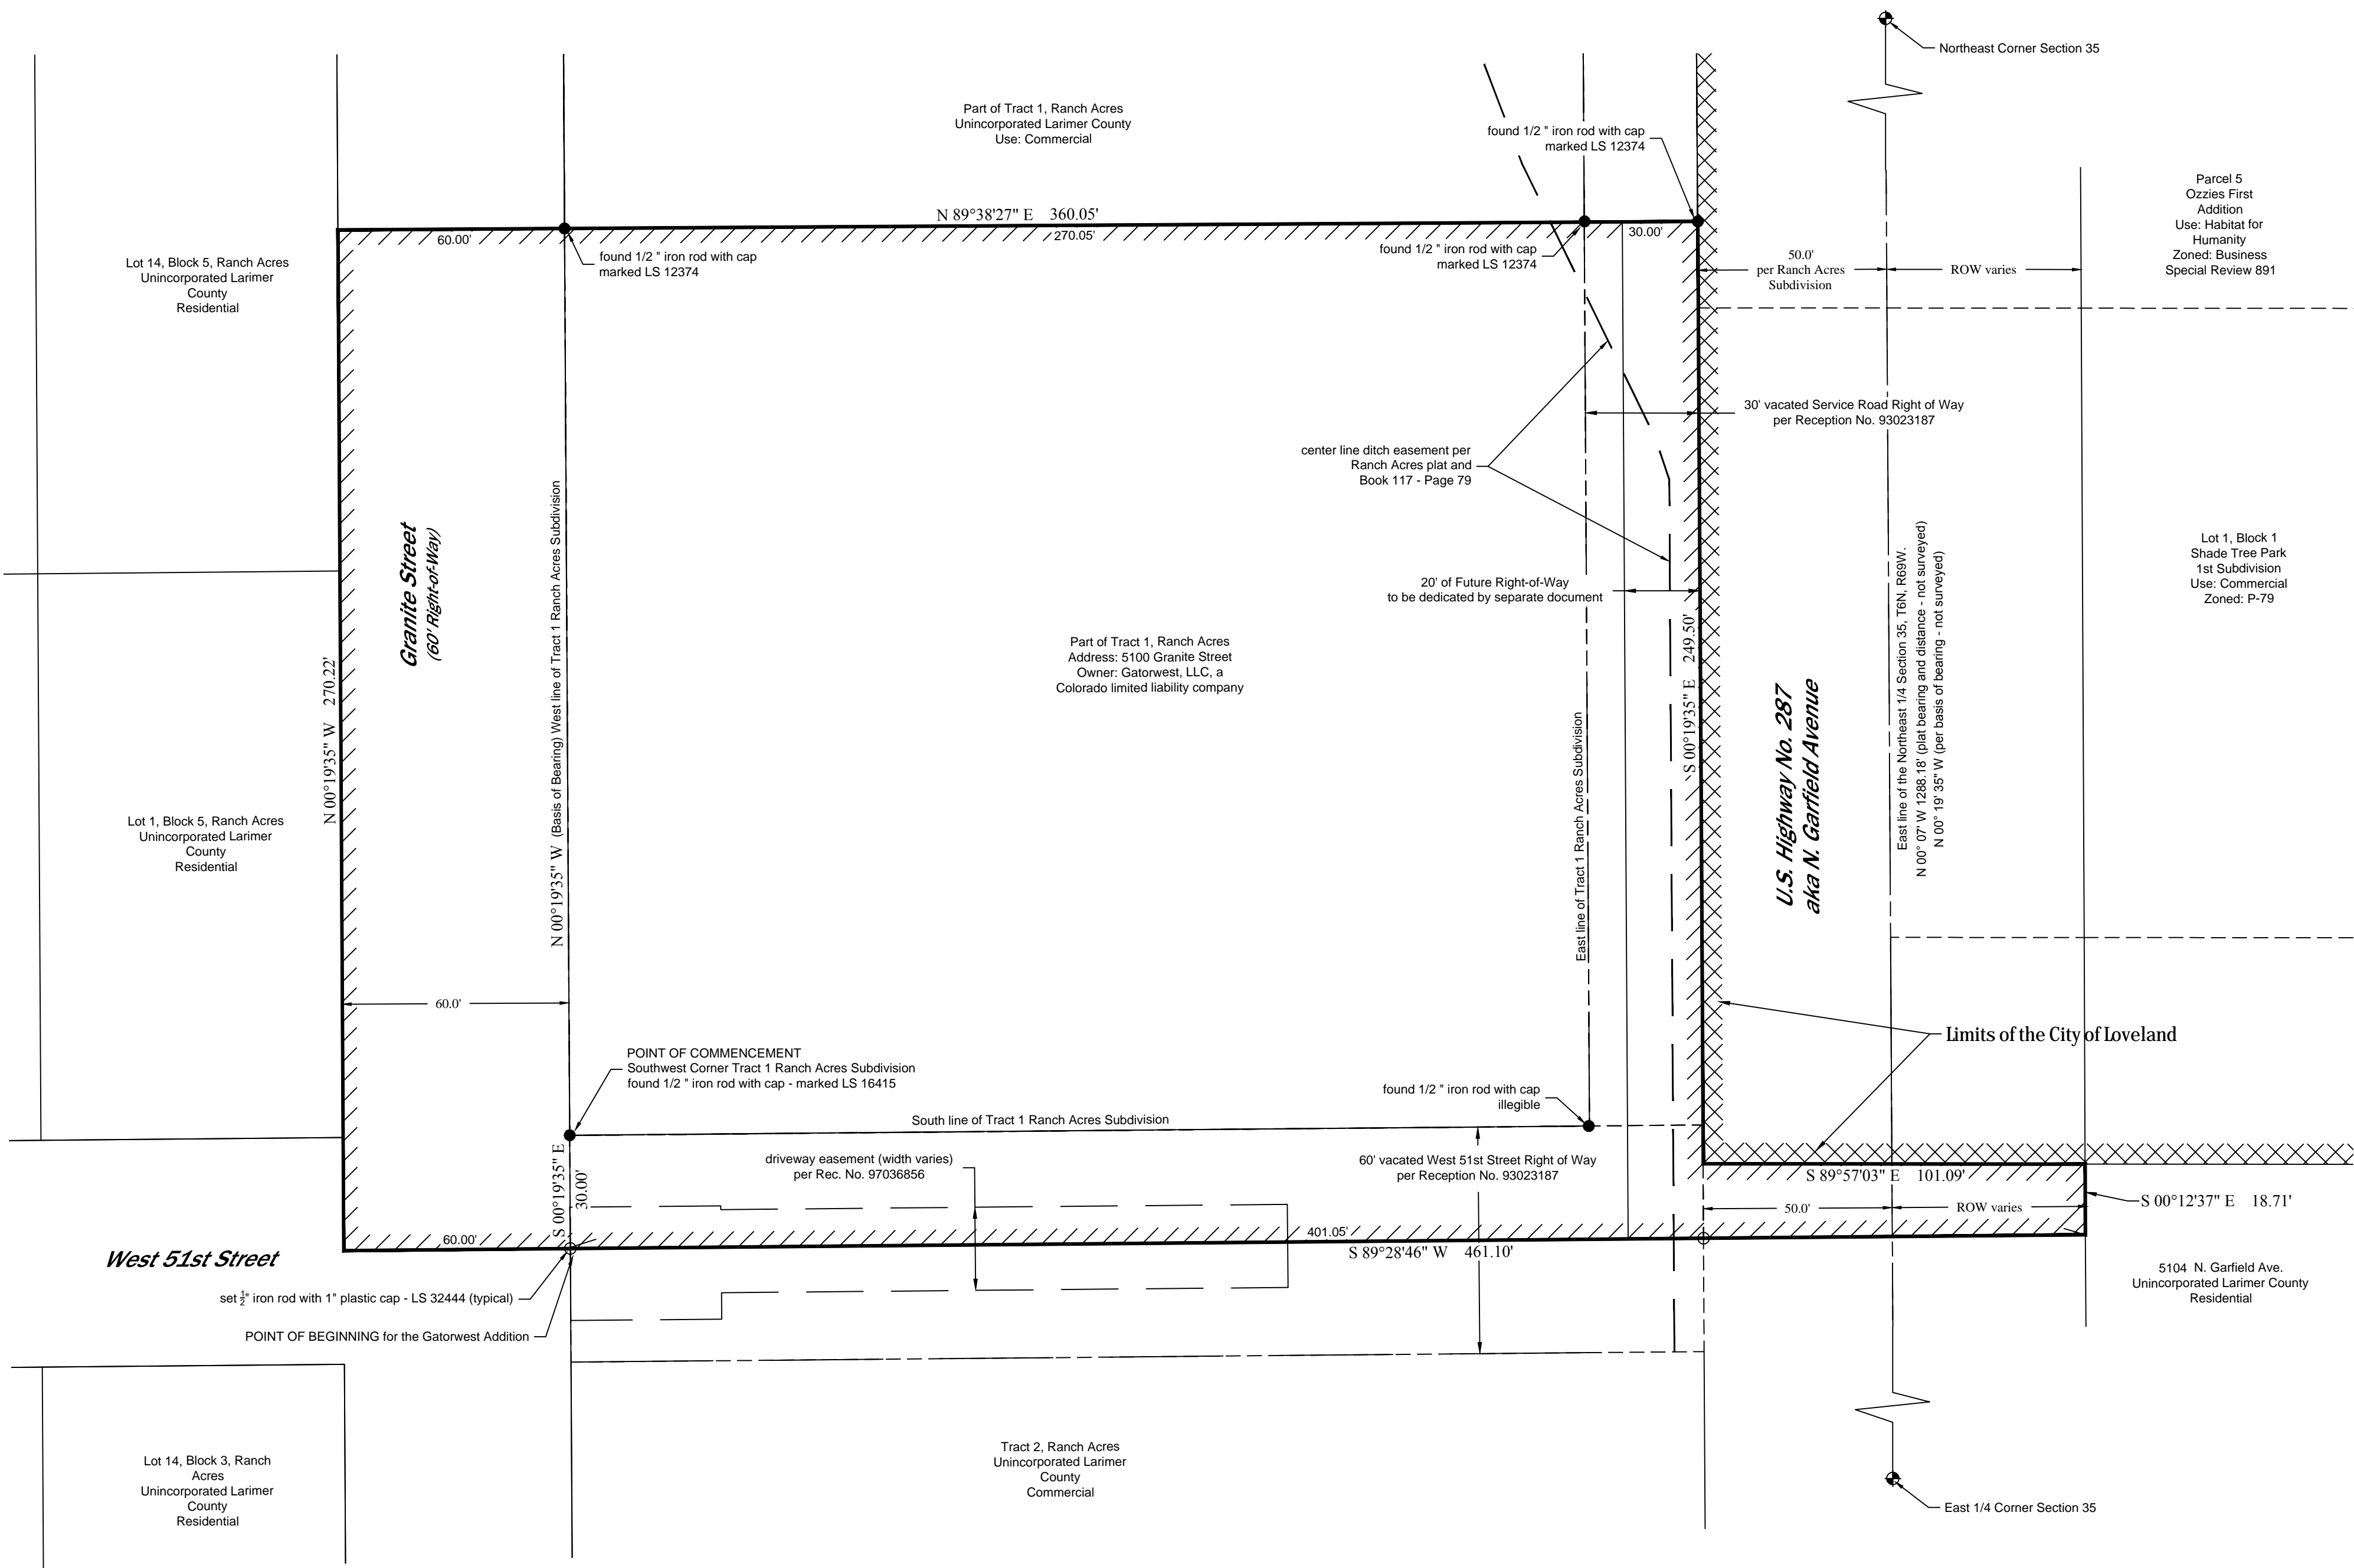 Northeast Corner Section 35
Part of Tract 1, Ranch Acres
Unincorporated Larimer County
Use: Commercial
found 1/2 " iron rod with cap
marked LS 12374
Parcel 5
Ozzies First
Addition
Use: Habitat for
Humanity
Zoned: Business
Special Review 891
N 89°38'27" E 360.05'
60.00'
270.05'
30.00'
found 1/2 " iron rod with cap
marked LS 12374
found 1/2 " iron rod with cap
marked LS 12374
50.0'
per Ranch Acres
Subdivision
ROW varies
Lot 14, Block 5, Ranch Acres
Unincorporated Larimer
County
Residential
30' vacated Service Road Right of Way
per Reception No. 93023187
center line ditch easement per
Ranch Acres plat and
Book 117 - Page 79
Granite Street
(60' Right-of-Way)
N 00°19'35" W 270.22'
N 00°19'35" W (Basis of Bearing) West line of Tract 1 Ranch Acres Subdivision
20' of Future Right-of-Way
to be dedicated by separate document
Part of Tract 1, Ranch Acres
Address: 5100 Granite Street
Owner: Gatorwest, LLC, a
Colorado limited liability company
East line of Tract 1 Ranch Acres Subdivision
S 00°19'35" E 249.50'
U.S. Highway No. 287
aka N. Garfield Avenue
East line of the Northeast 1/4 Section 35, T6N, R69W.
N 00° 07' W 1288.18' (plat bearing and distance - not surveyed)
N 00° 19' 35" W (per basis of bearing - not surveyed)
Lot 1, Block 1
Shade Tree Park
1st Subdivision
Use: Commercial
Zoned: P-79
Lot 1, Block 5, Ranch Acres
Unincorporated Larimer
County
Residential
60.0'
Limits of the City of Loveland
POINT OF COMMENCEMENT
Southwest Corner Tract 1 Ranch Acres Subdivision
found 1/2 " iron rod with cap - marked LS 16415
found 1/2 " iron rod with cap
illegible
South line of Tract 1 Ranch Acres Subdivision
S 00°19'35" E
30.00'
driveway easement (width varies)
per Rec. No. 97036856
60' vacated West 51st Street Right of Way
per Reception No. 93023187
S 89°57'03" E 101.09'
S 00°12'37" E 18.71'
50.0'
ROW varies
60.00'
401.05'
S 89°28'46" W 461.10'
West 51st Street
set ½" iron rod with 1" plastic cap - LS 32444 (typical)
POINT OF BEGINNING for the Gatorwest Addition
5104 N. Garfield Ave.
Unincorporated Larimer County
Residential
Lot 14, Block 3, Ranch
Acres
Unincorporated Larimer
County
Residential
Tract 2, Ranch Acres
Unincorporated Larimer
County
Commercial
East 1/4 Corner Section 35